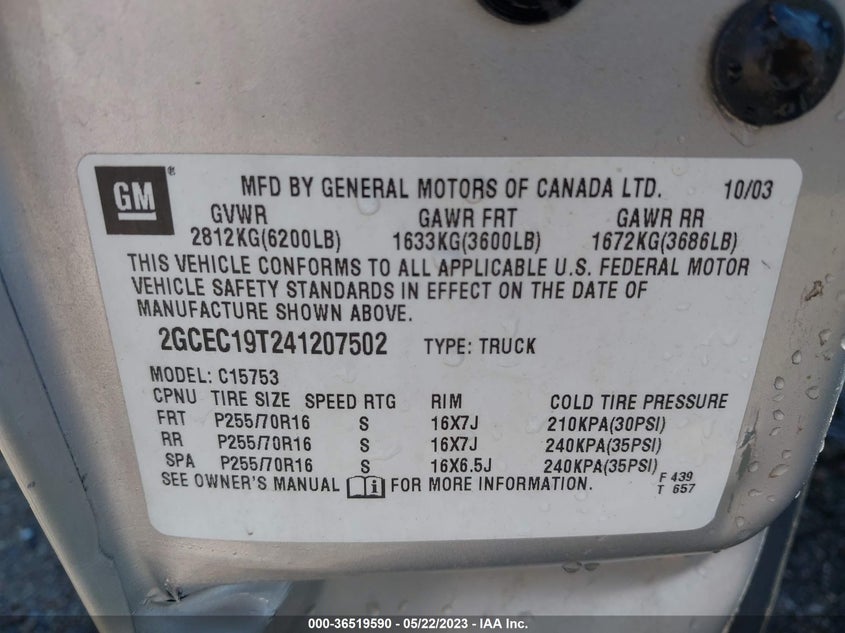 GM ®
MFD BY GENERAL MOTORS OF CANADA LTD. 10/03
GVWR GAWR FRT GAWR RR
2812KG(6200LB) 1633KG(3600LB) 1672KG(3686LB)
THIS VEHICLE CONFORMS TO ALL APPLICABLE U.S. FEDERAL MOTOR
VEHICLE SAFETY STANDARDS IN EFFECT ON THE DATE OF
MANUFACTURE SHOWN ABOVE.
2GCEC19T241207502 TYPE: TRUCK
MODEL: C15753
CPNU TIRE SIZE SPEED RTG RIM COLD TIRE PRESSURE
FRT P255/70R16 S 16X7J 210KPA(30PSI)
RR P255/70R16 S 16X7J 240KPA(35PSI)
SPA P255/70R16 S 16X6.5J 240KPA(35PSI)
SEE OWNER'S MANUAL i FOR MORE INFORMATION. F 439
T 657
000-36519590 - 05/22/2023 - IAA Inc.